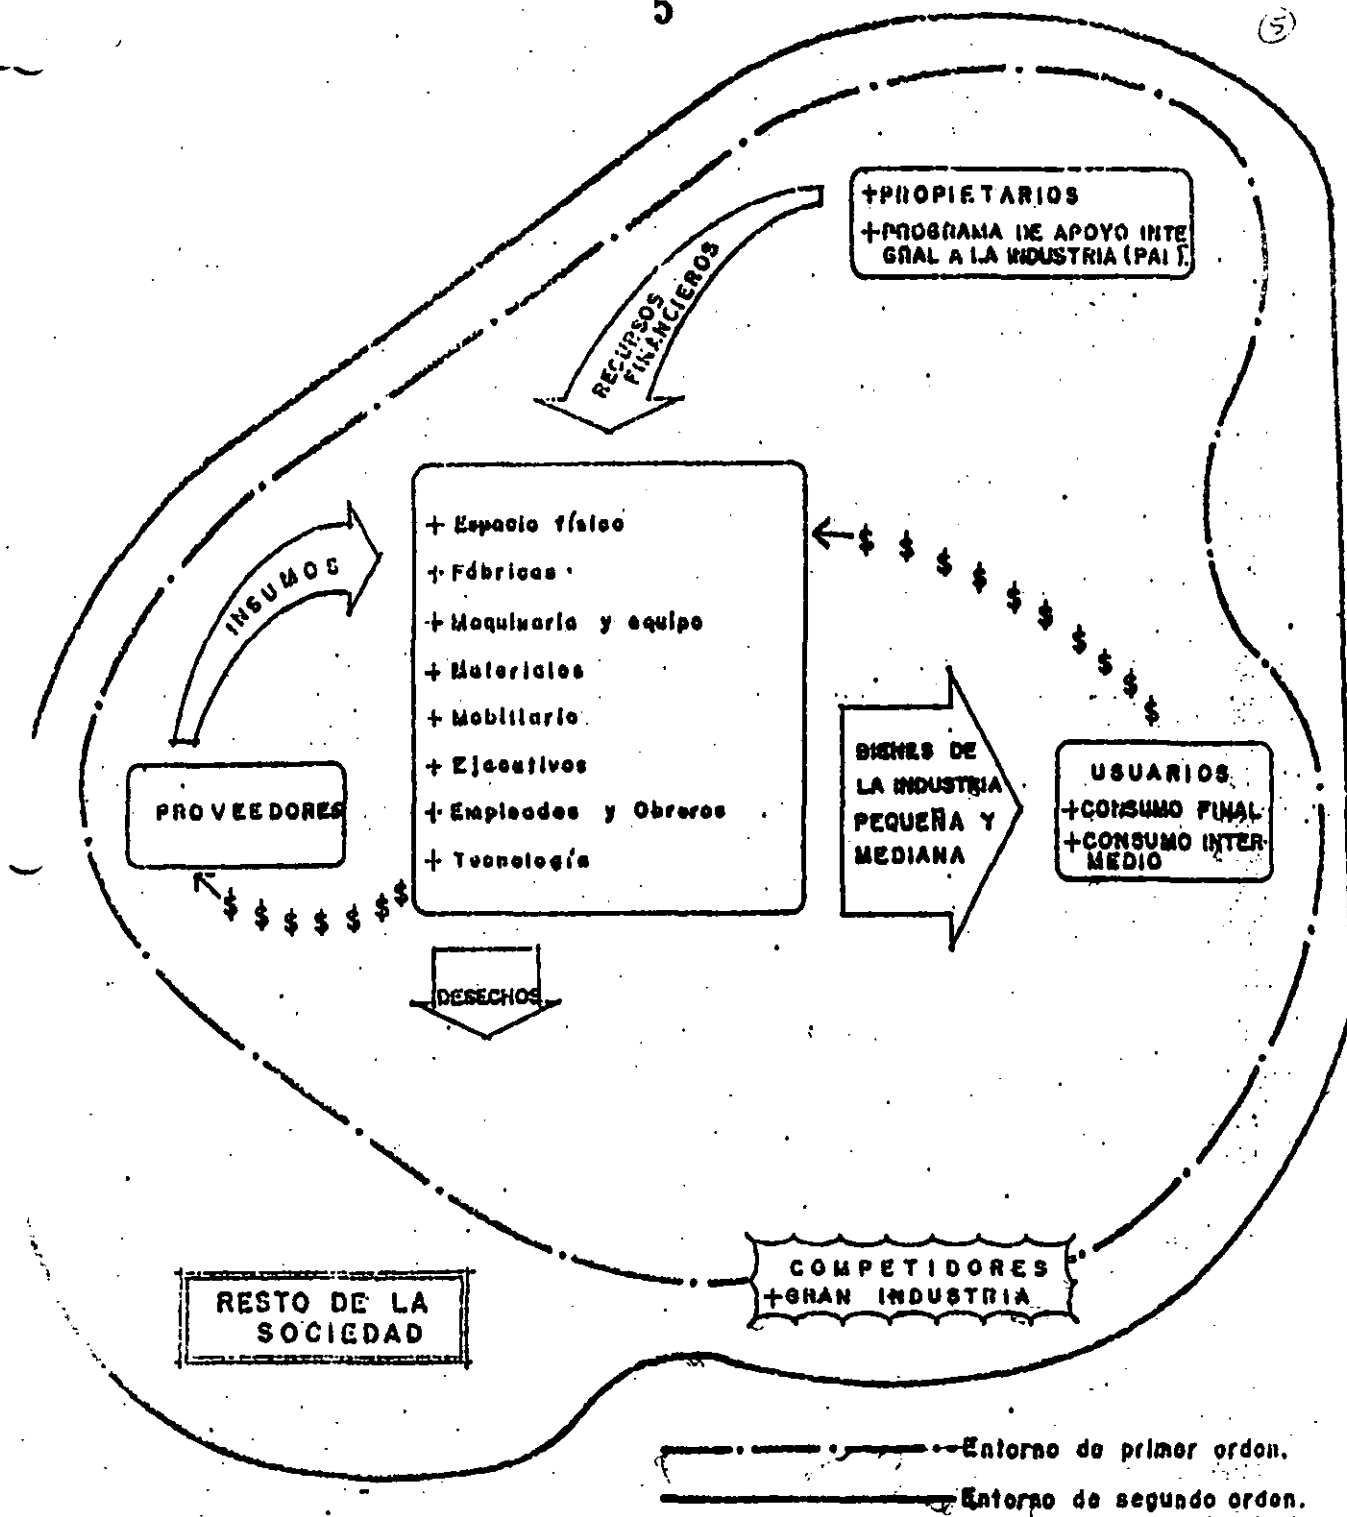 5
5
+PROPIETARIOS
+PROGRAMA DE APOYO INTE
GRAL A LA INDUSTRIA (PAI).
RECURSOS
FINANCIEROS
INSUMOS
+ Espacio físico
+ Fábricas
+ Maquinaria y equipo
+ Materiales
+ Mobiliario
+ Ejecutivos
+ Empleados y Obreros
+ Tecnología
$ $ $ $ $ $ $ $ $ $
PROVEEDORES
BIENES DE
LA INDUSTRIA
PEQUEÑA Y
MEDIANA
USUARIOS
+CONSUMO FINAL
+CONSUMO INTER-
MEDIO
$ $ $ $ $ $ $
DESECHOS
COMPETIDORES
+GRAN INDUSTRIA
RESTO DE LA
SOCIEDAD
Entorno de primer orden.
Entorno de segundo orden.